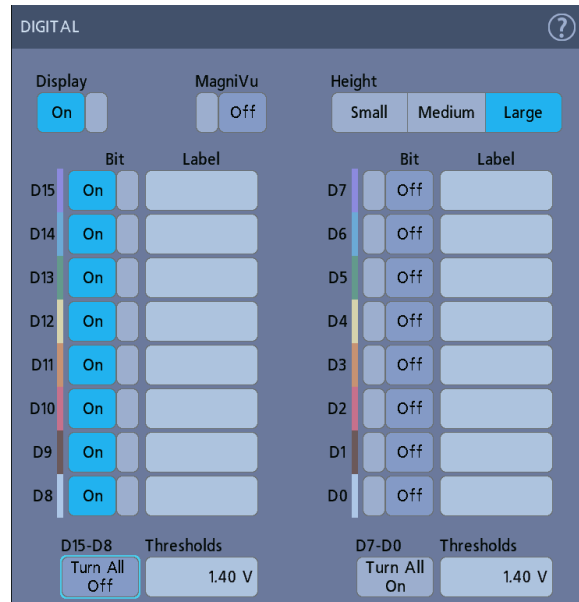 DIGITAL ?
Display MagniVu Height
On Off Small Medium Large
Bit Label Bit Label
D15 On D7 Off
D14 On D6 Off
D13 On D5 Off
D12 On D4 Off
D11 On D3 Off
D10 On D2 Off
D9 On D1 Off
D8 On D0 Off
D15-D8 Thresholds D7-D0 Thresholds
Turn All Off 1.40 V Turn All On 1.40 V